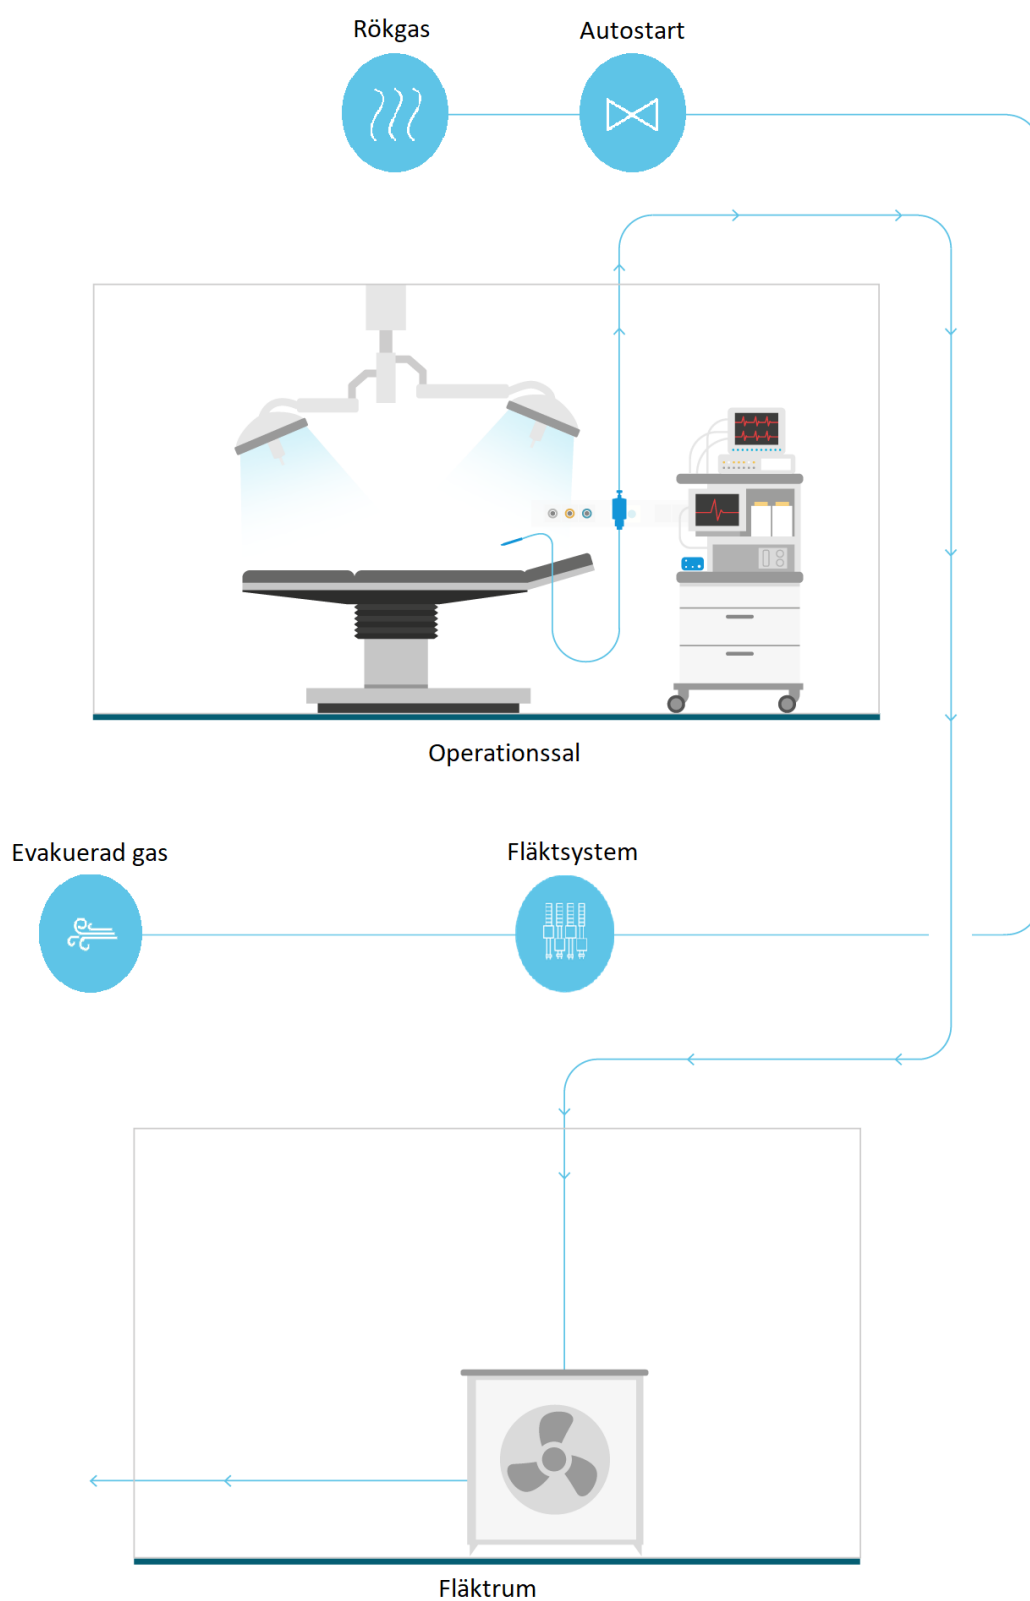 Rökgas
Autostart
Operationssal
Evakuerad gas
Fläktsystem
Fläktrum